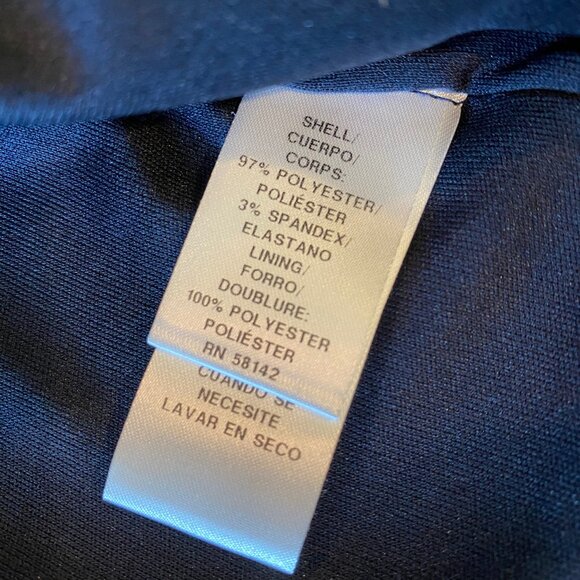 SHELL/
CUERPO/
CORPS:
97% POLYESTER/
POLIÉSTER
3% SPANDEX/
ELASTANO
LINING/
FORRO/
DOUBLURE:
100% POLYESTER
POLIÉSTER
RN 58142
CUANDO SE
NECESITE
LAVAR EN SECO